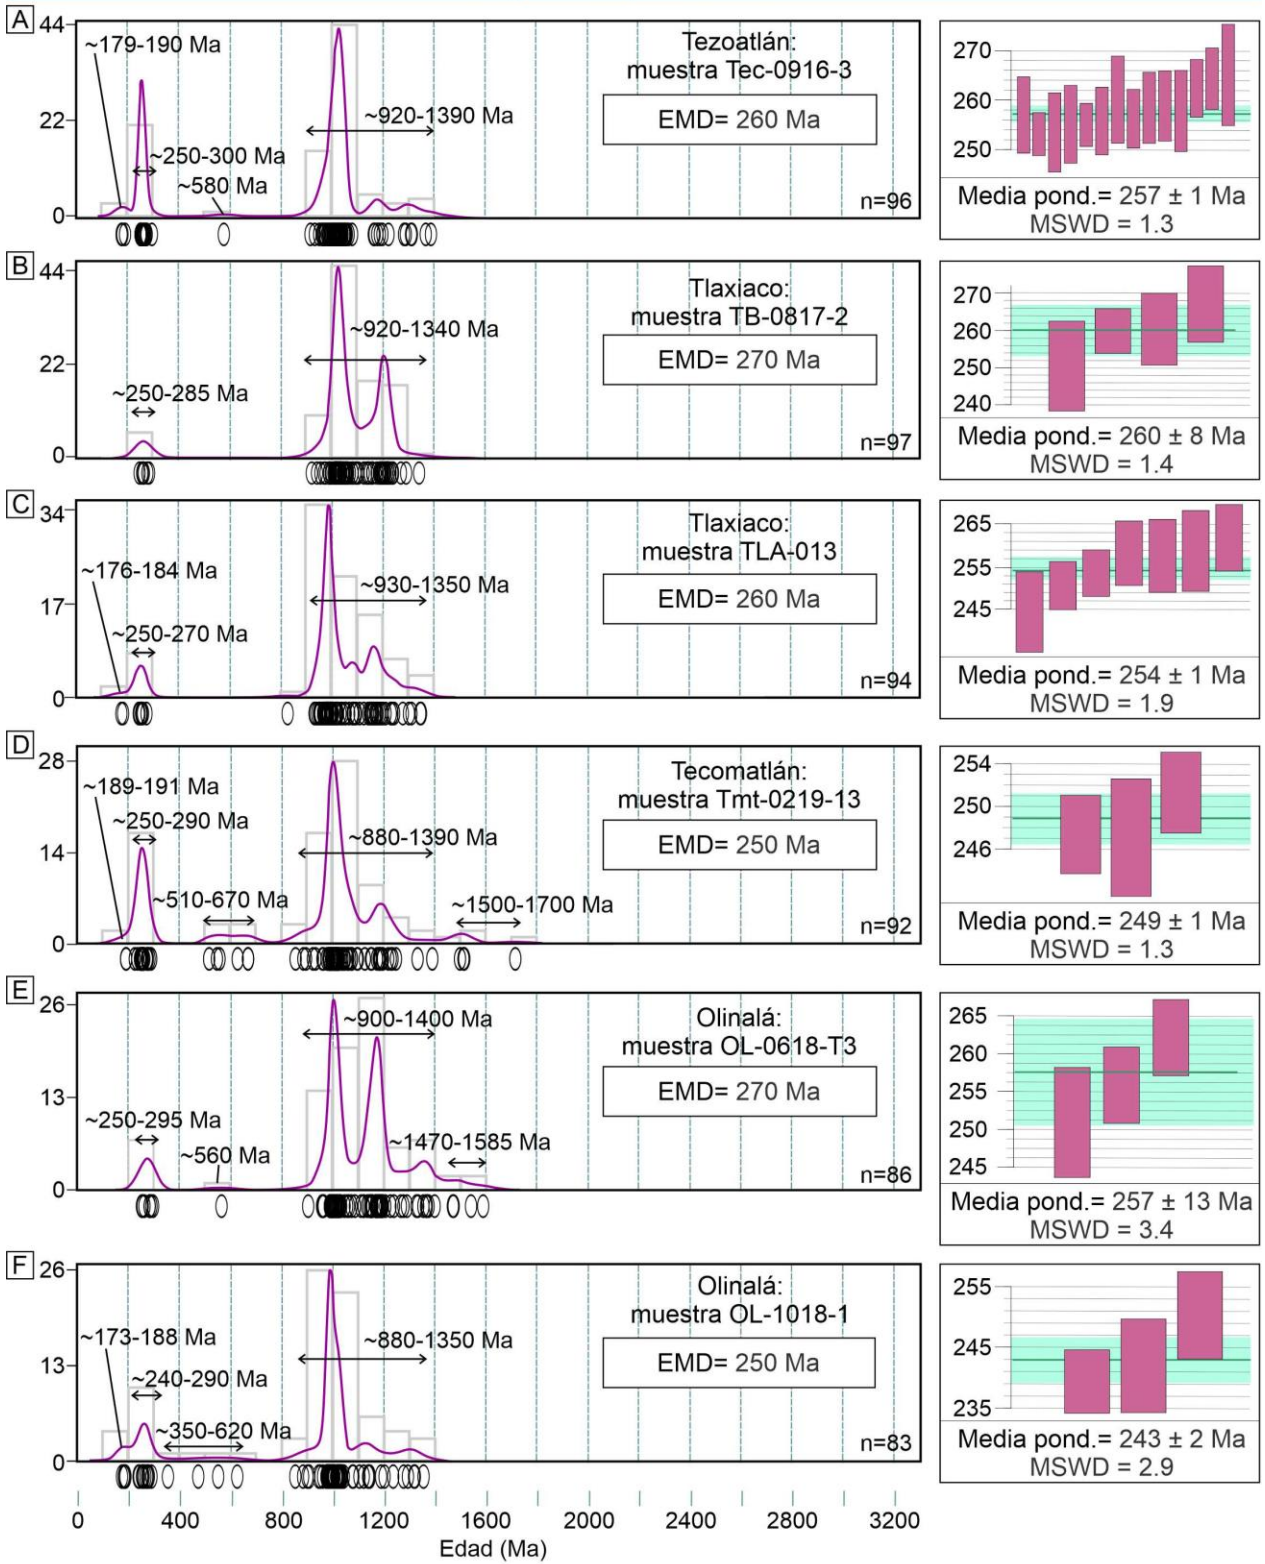 A
44
22
0
~179-190 Ma
~250-300 Ma
~580 Ma
~920-1390 Ma
Tezoatlán:
muestra Tec-0916-3
EMD= 260 Ma
n=96
270
260
250
Media pond.= 257 ± 1 Ma
MSWD = 1.3
B
44
22
0
~250-285 Ma
~920-1340 Ma
Tlaxiaco:
muestra TB-0817-2
EMD= 270 Ma
n=97
270
260
250
240
Media pond.= 260 ± 8 Ma
MSWD = 1.4
C
34
17
0
~176-184 Ma
~250-270 Ma
~930-1350 Ma
Tlaxiaco:
muestra TLA-013
EMD= 260 Ma
n=94
265
255
245
Media pond.= 254 ± 1 Ma
MSWD = 1.9
D
28
14
0
~189-191 Ma
~250-290 Ma
~510-670 Ma
~880-1390 Ma
~1500-1700 Ma
Tecomatlán:
muestra Tmt-0219-13
EMD= 250 Ma
n=92
254
250
246
Media pond.= 249 ± 1 Ma
MSWD = 1.3
E
26
13
0
~250-295 Ma
~560 Ma
~900-1400 Ma
~1470-1585 Ma
Olinalá:
muestra OL-0618-T3
EMD= 270 Ma
n=86
265
260
255
250
245
Media pond.= 257 ± 13 Ma
MSWD = 3.4
F
26
13
0
~173-188 Ma
~240-290 Ma
~350-620 Ma
~880-1350 Ma
Olinalá:
muestra OL-1018-1
EMD= 250 Ma
n=83
255
245
235
Media pond.= 243 ± 2 Ma
MSWD = 2.9
0 400 800 1200 1600 2000 2400 2800 3200
Edad (Ma)